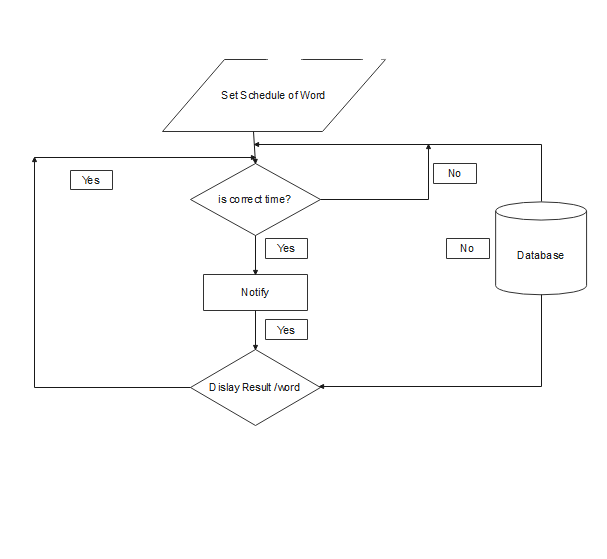 Set Schedule of Word
Yes
No
is correct time?
Yes
No
Database
Notify
Yes
Dislay Result /word